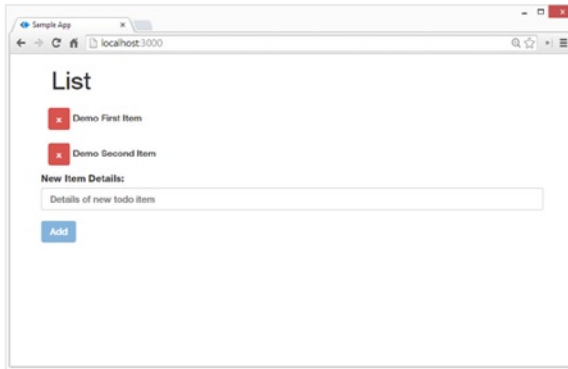 Sample App
localhost:3000
List
x Demo First Item
x Demo Second Item
New Item Details:
Details of new todo item
Add